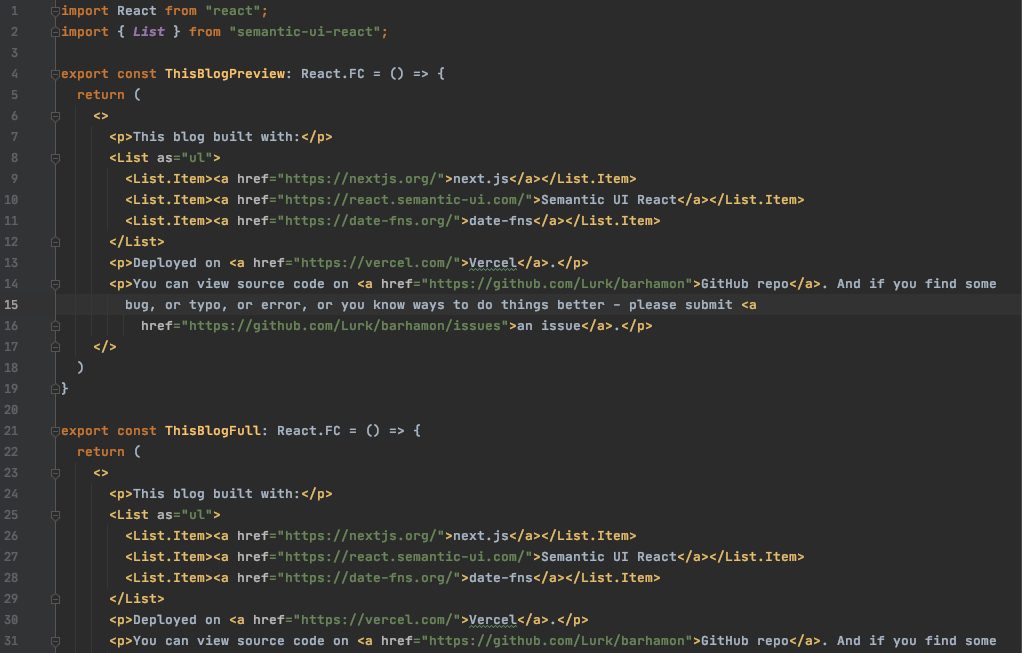 1 import React from "react";
2 import { List } from "semantic-ui-react";
3
4 export const ThisBlogPreview: React.FC = () => {
5   return (
6     <>
7       <p>This blog built with:</p>
8       <List as="ul">
9         <List.Item><a href="https://nextjs.org/">next.js</a></List.Item>
10         <List.Item><a href="https://react.semantic-ui.com/">Semantic UI React</a></List.Item>
11         <List.Item><a href="https://date-fns.org/">date-fns</a></List.Item>
12       </List>
13       <p>Deployed on <a href="https://vercel.com/">Vercel</a>.</p>
14       <p>You can view source code on <a href="https://github.com/Lurk/barhamon">GitHub repo</a>. And if you find some
15         bug, or typo, or error, or you know ways to do things better – please submit <a
16           href="https://github.com/Lurk/barhamon/issues">an issue</a>.</p>
17     </>
18   )
19 }
20
21 export const ThisBlogFull: React.FC = () => {
22   return (
23     <>
24       <p>This blog built with:</p>
25       <List as="ul">
26         <List.Item><a href="https://nextjs.org/">next.js</a></List.Item>
27         <List.Item><a href="https://react.semantic-ui.com/">Semantic UI React</a></List.Item>
28         <List.Item><a href="https://date-fns.org/">date-fns</a></List.Item>
29       </List>
30       <p>Deployed on <a href="https://vercel.com/">Vercel</a>.</p>
31       <p>You can view source code on <a href="https://github.com/Lurk/barhamon">GitHub repo</a>. And if you find some